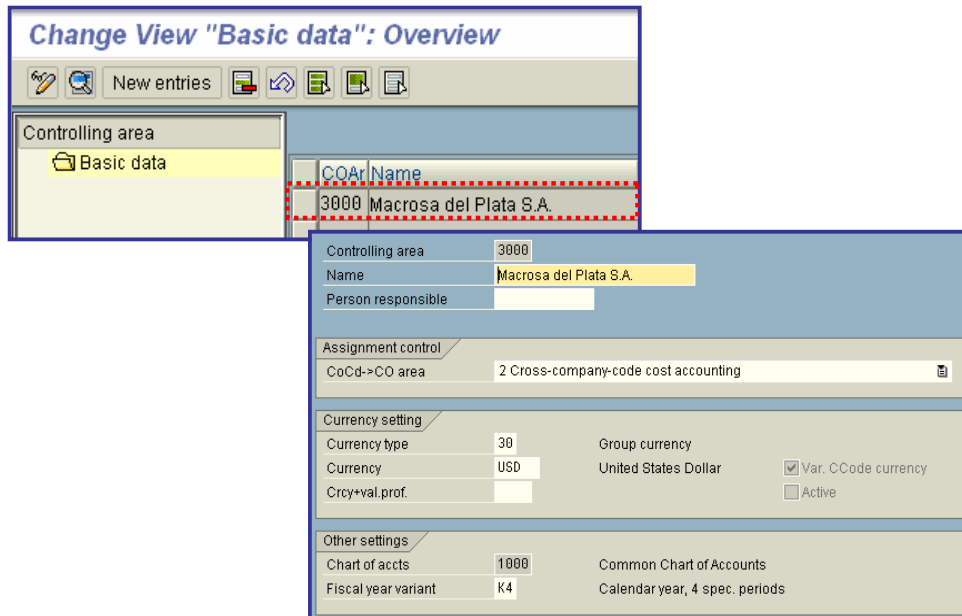 Change View "Basic data": Overview
New entries
Controlling area
Basic data
COAr Name
3000 Macrosa del Plata S.A.
Controlling area 3000
Name Macrosa del Plata S.A.
Person responsible
Assignment control
CoCd->CO area 2 Cross-company-code cost accounting
Currency setting
Currency type 30 Group currency
Currency USD United States Dollar Var. CCode currency
Crcy+val.prof. Active
Other settings
Chart of accts 1000 Common Chart of Accounts
Fiscal year variant K4 Calendar year, 4 spec. periods